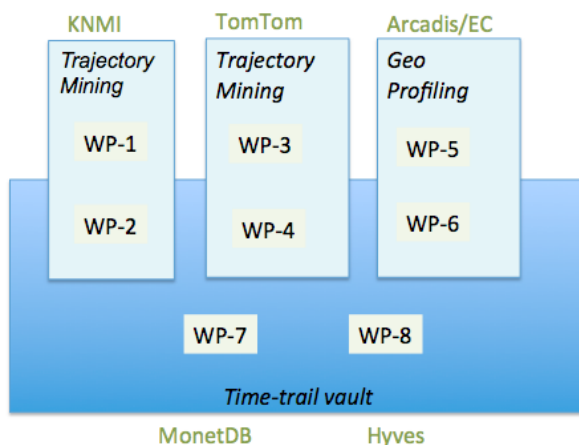 KNMI
TomTom
Arcadis/EC
Trajectory
Mining
Trajectory
Mining
Geo
Profiling
WP-1
WP-3
WP-5
WP-2
WP-4
WP-6
WP-7
WP-8
Time-trail vault
MonetDB
Hyves